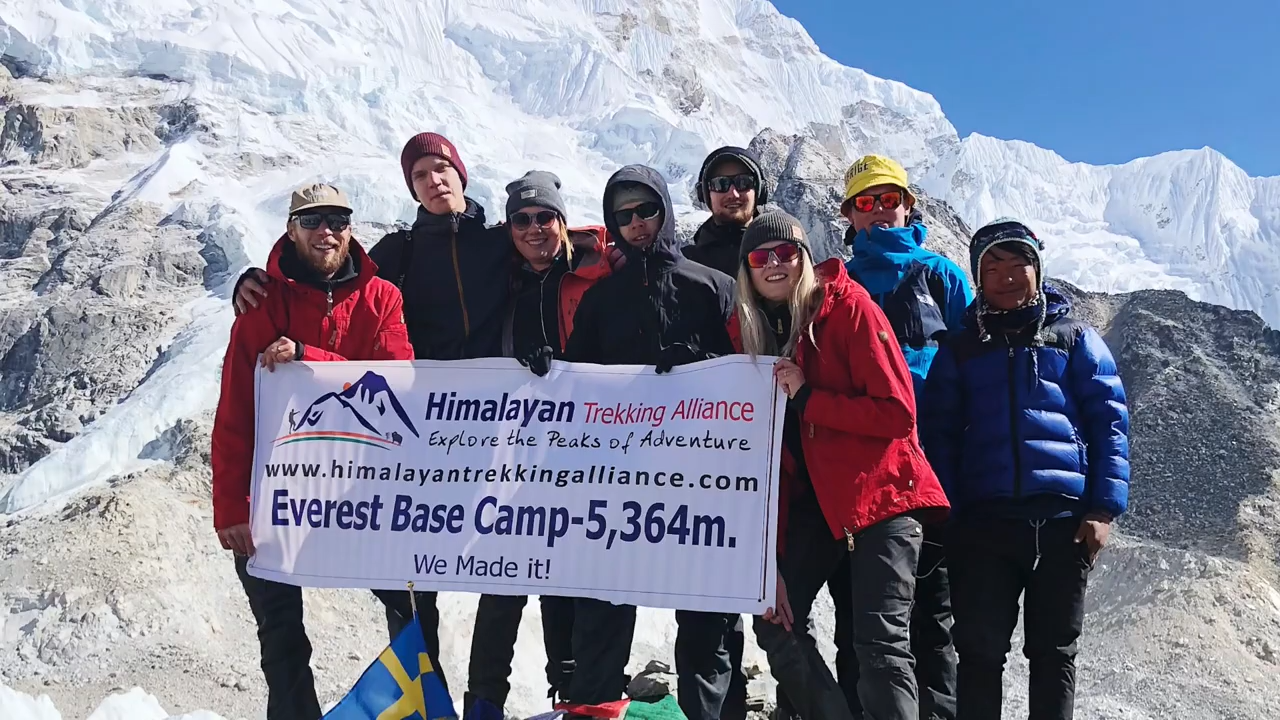 Himalayan Trekking Alliance
Explore the Peaks of Adventure
www.himalayantrekkingalliance.com
Everest Base Camp-5,364m.
We Made it!